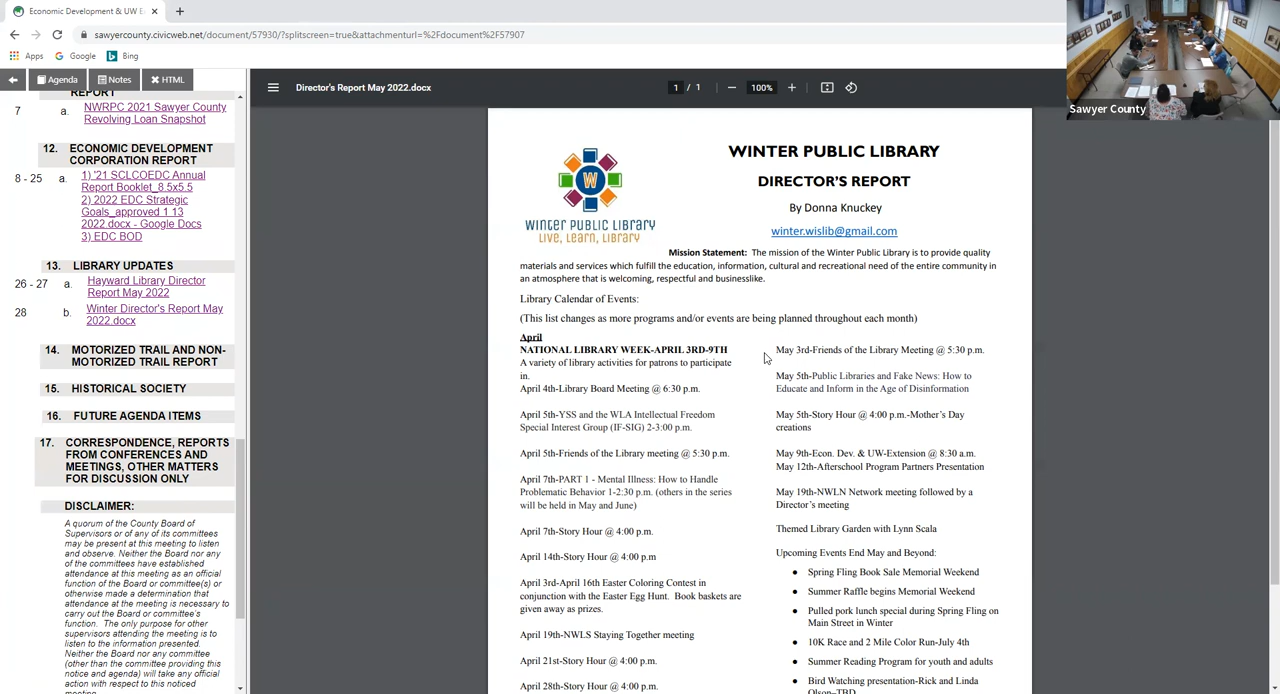 Economic Development & UW E
sawyercounty.civicweb.net/document/57930/?splitscreen=true&attachmenturl=%2Fdocument%2F57907
Apps
Google
Bing
Agenda
Notes
HTML
REPORT
7
a.
NWRPC 2021 Sawyer County
Revolving Loan Snapshot
12. ECONOMIC DEVELOPMENT
CORPORATION REPORT
8 - 25
a.
1) '21 SCLCOEDC Annual
Report Booklet_8.5x5.5
2) 2022 EDC Strategic
Goals_approved 1 13
2022.docx - Google Docs
3) EDC BOD
13. LIBRARY UPDATES
26 - 27
a.
Hayward Library Director
Report May 2022
28
b.
Winter Director's Report May
2022.docx
14. MOTORIZED TRAIL AND NON-
MOTORIZED TRAIL REPORT
15. HISTORICAL SOCIETY
16. FUTURE AGENDA ITEMS
17. CORRESPONDENCE, REPORTS
FROM CONFERENCES AND
MEETINGS, OTHER MATTERS
FOR DISCUSSION ONLY
DISCLAIMER:
A quorum of the County Board of
Supervisors or of any of its committees
may be present at this meeting to listen
and observe. Neither the Board nor any
of the committees have established
attendance at this meeting as an official
function of the Board or committee(s) or
otherwise made a determination that
attendance at the meeting is necessary to
carry out the Board or committee's
function. The only purpose for other
supervisors attending the meeting is to
listen to the information presented.
Neither the Board nor any committee
(other than the committee providing this
notice and agenda) will take any official
action with respect to this noticed
meeting.
Director's Report May 2022.docx
1 / 1
100%
Sawyer County
W
WINTER PUBLIC LIBRARY
LIVE, LEARN, LIBRARY
WINTER PUBLIC LIBRARY
DIRECTOR'S REPORT
By Donna Knuckey
winter.wislib@gmail.com
Mission Statement: The mission of the Winter Public Library is to provide quality
materials and services which fulfill the education, information, cultural and recreational need of the entire community in
an atmosphere that is welcoming, respectful and businesslike.
Library Calendar of Events:
(This list changes as more programs and/or events are being planned throughout each month)
April
NATIONAL LIBRARY WEEK-APRIL 3RD-9TH
A variety of library activities for patrons to participate
in.
April 4th-Library Board Meeting @ 6:30 p.m.
April 5th-YSS and the WLA Intellectual Freedom
Special Interest Group (IF-SIG) 2-3:00 p.m.
April 5th-Friends of the Library meeting @ 5:30 p.m.
April 7th-PART 1 - Mental Illness: How to Handle
Problematic Behavior 1-2:30 p.m. (others in the series
will be held in May and June)
April 7th-Story Hour @ 4:00 p.m.
April 14th-Story Hour @ 4:00 p.m
April 3rd-April 16th Easter Coloring Contest in
conjunction with the Easter Egg Hunt. Book baskets are
given away as prizes.
April 19th-NWLS Staying Together meeting
April 21st-Story Hour @ 4:00 p.m.
April 28th-Story Hour @ 4:00 p.m.
May 3rd-Friends of the Library Meeting @ 5:30 p.m.
May 5th-Public Libraries and Fake News: How to
Educate and Inform in the Age of Disinformation
May 5th-Story Hour @ 4:00 p.m.-Mother's Day
creations
May 9th-Econ. Dev. & UW-Extension @ 8:30 a.m.
May 12th-Afterschool Program Partners Presentation
May 19th-NWLN Network meeting followed by a
Director's meeting
Themed Library Garden with Lynn Scala
Upcoming Events End May and Beyond:
● Spring Fling Book Sale Memorial Weekend
● Summer Raffle begins Memorial Weekend
● Pulled pork lunch special during Spring Fling on
Main Street in Winter
● 10K Race and 2 Mile Color Run-July 4th
● Summer Reading Program for youth and adults
● Bird Watching presentation-Rick and Linda
Olson–TBD